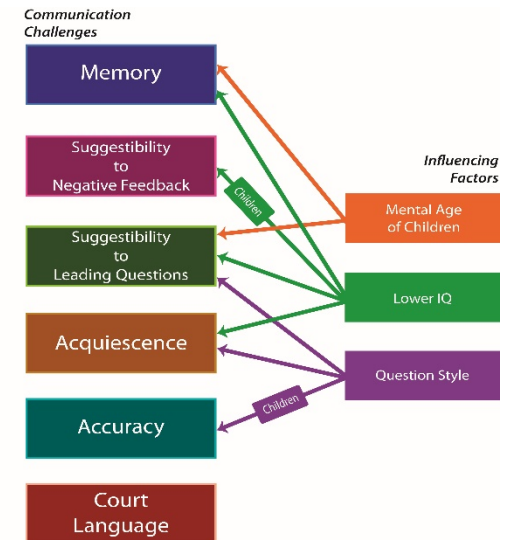 Communication
Challenges
Memory
Suggestibility
to
Negative Feedback
Children
Influencing
Factors
Mental Age
of Children
Suggestibility
to
Leading Questions
Lower IQ
Acquiescence
Question Style
Children
Accuracy
Court
Language